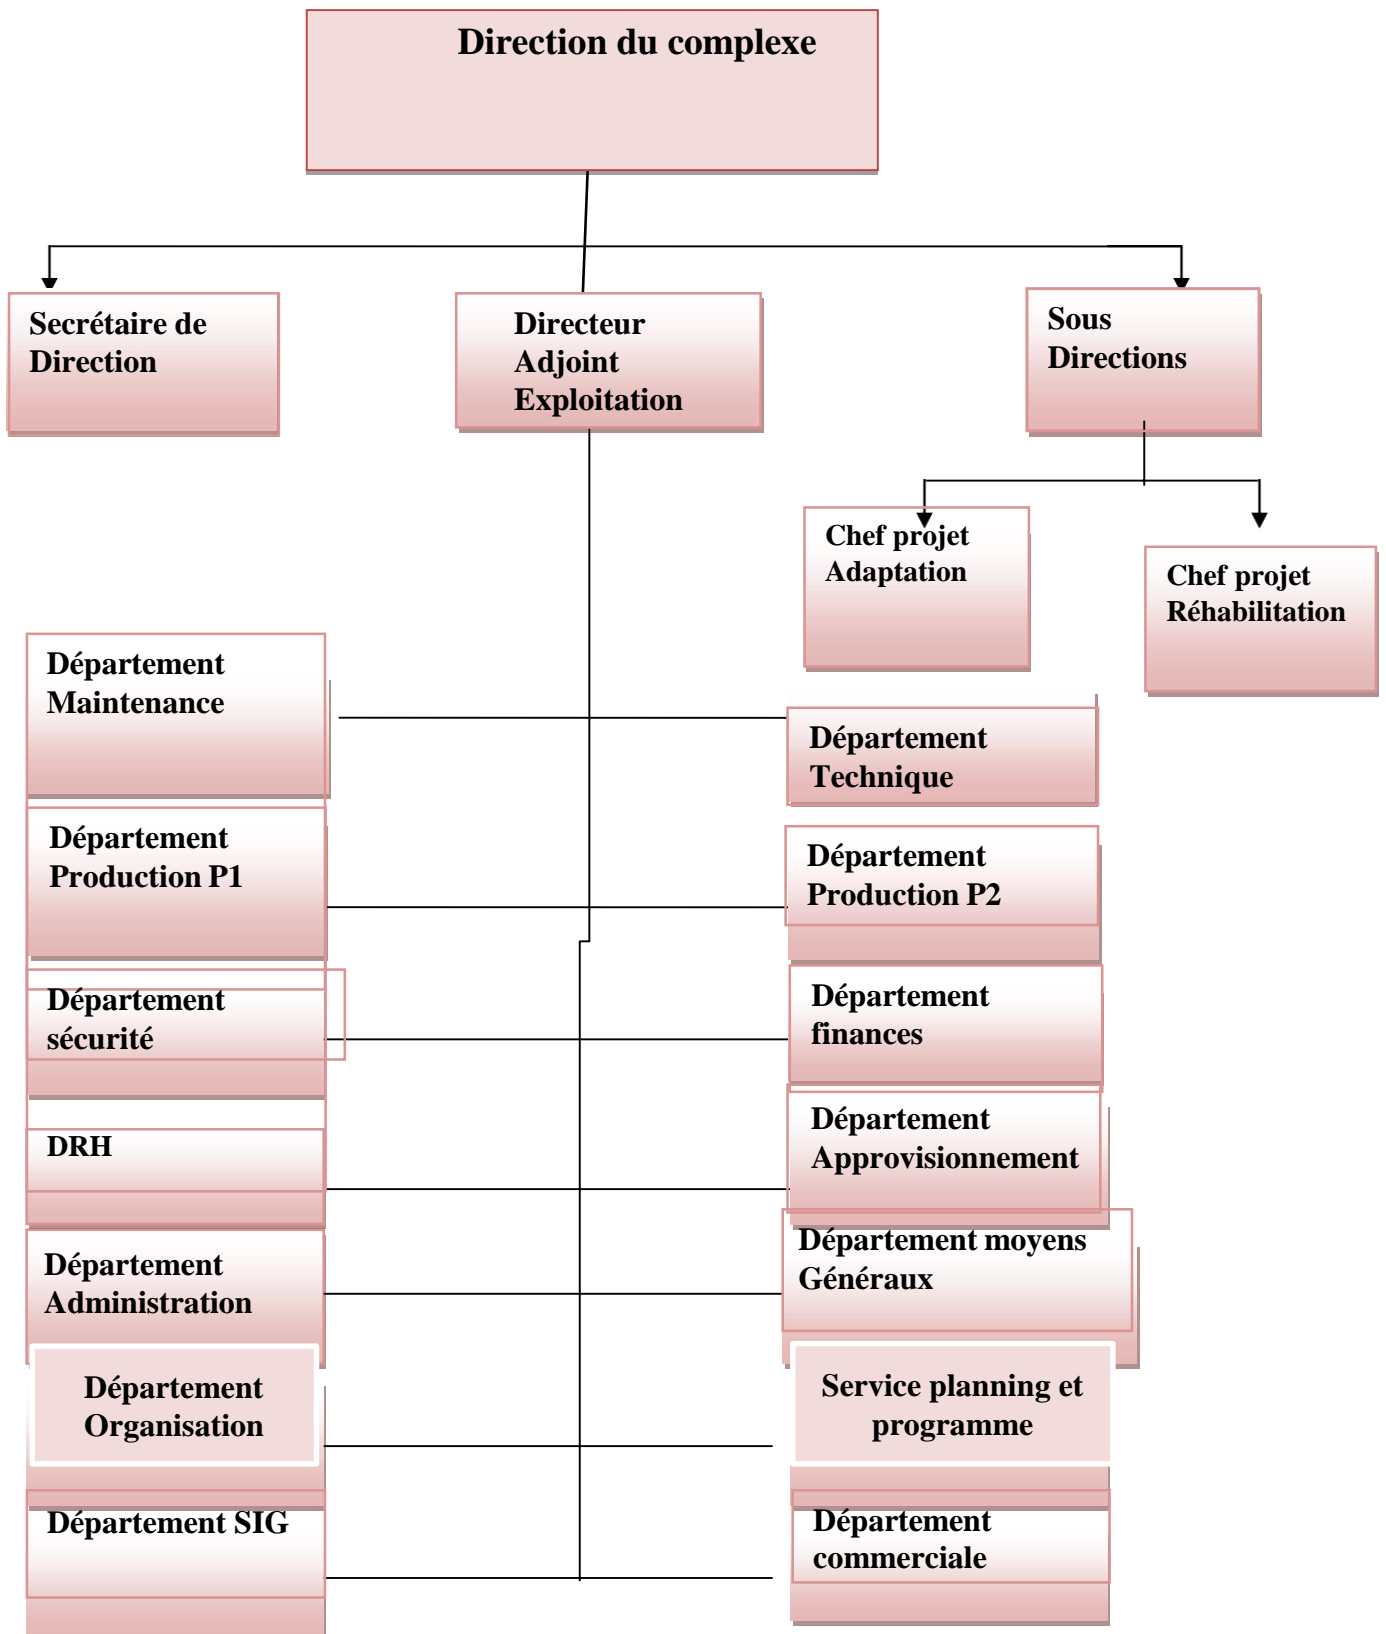 Direction du complexe
Secrétaire de
Direction
Directeur
Adjoint
Exploitation
Sous
Directions
Chef projet
Adaptation
Chef projet
Réhabilitation
Département
Maintenance
Département
Technique
Département
Production P1
Département
Production P2
Département
sécurité
Département
finances
DRH
Département
Approvisionnement
Département
Administration
Département moyens
Généraux
Département
Organisation
Service planning et
programme
Département SIG
Département
commerciale